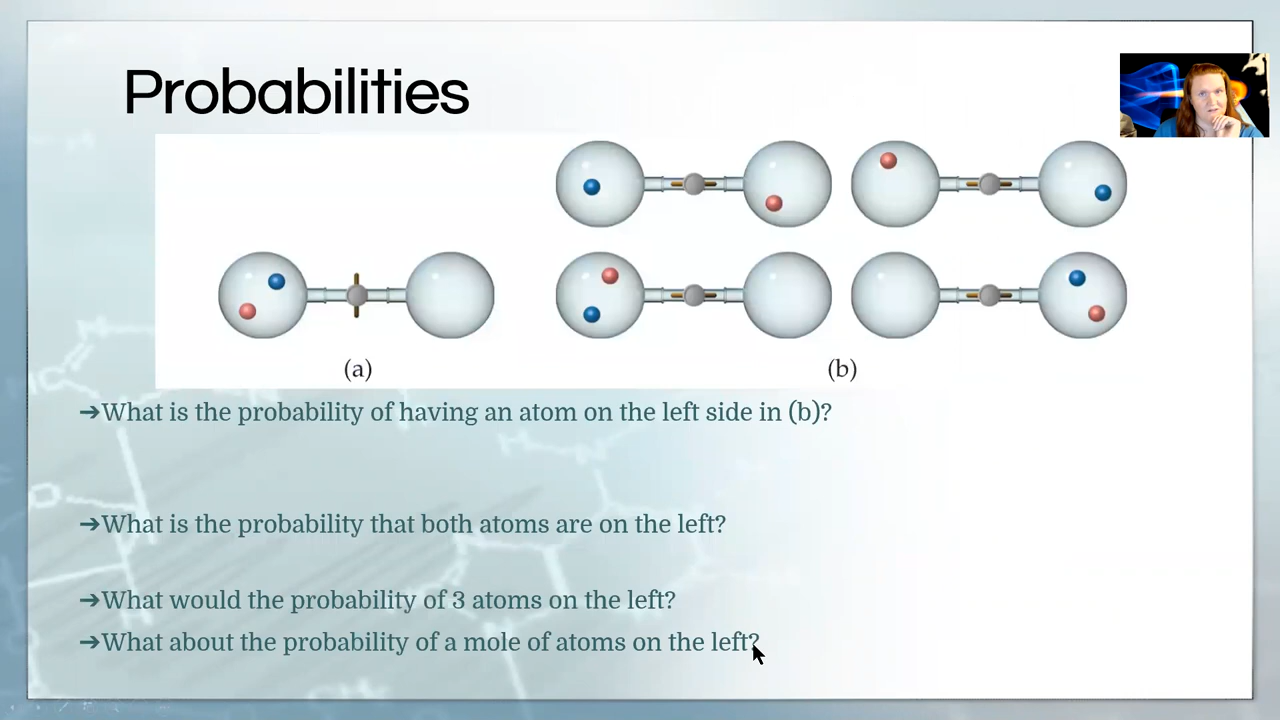 Probabilities
(a)
(b)
➔What is the probability of having an atom on the left side in (b)?
➔What is the probability that both atoms are on the left?
➔What would the probability of 3 atoms on the left?
➔What about the probability of a mole of atoms on the left?